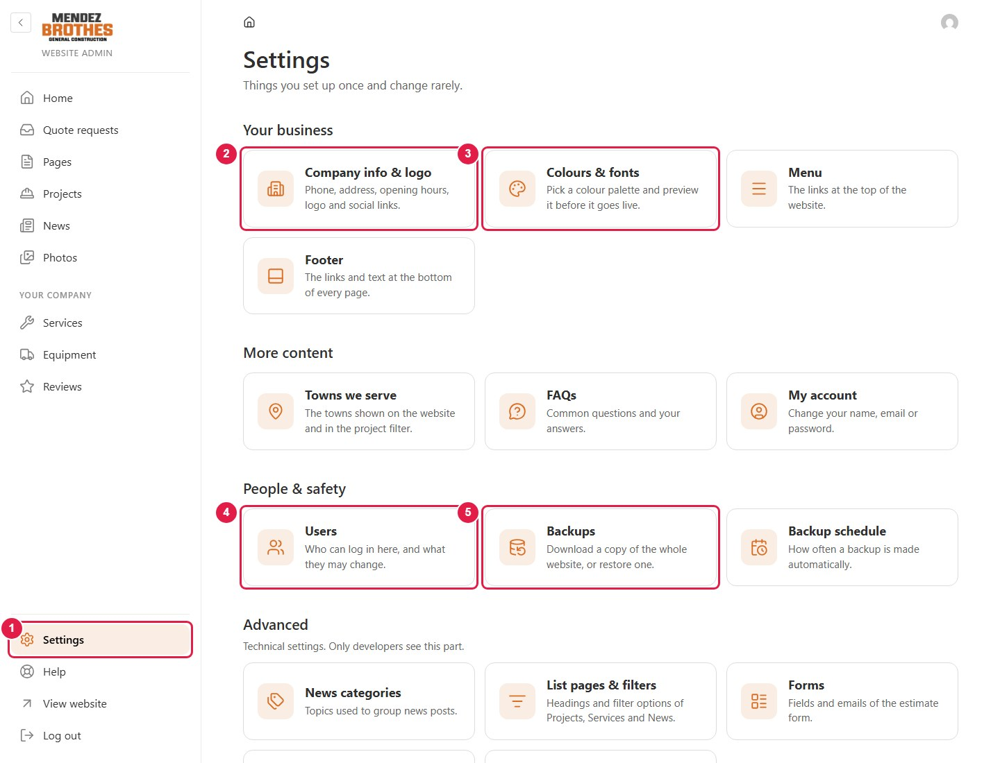 MENDEZ
BROTHES
GENERAL CONSTRUCTION
WEBSITE ADMIN
Home
Quote requests
Pages
Projects
News
Photos
YOUR COMPANY
Services
Equipment
Reviews
1
Settings
Help
View website
Log out
Settings
Things you set up once and change rarely.
Your business
2
Company info & logo
Phone, address, opening hours,
logo and social links.
3
Colours & fonts
Pick a colour palette and preview
it before it goes live.
Menu
The links at the top of the
website.
Footer
The links and text at the bottom
of every page.
More content
Towns we serve
The towns shown on the website
and in the project filter.
FAQs
Common questions and your
answers.
My account
Change your name, email or
password.
People & safety
4
Users
Who can log in here, and what
they may change.
5
Backups
Download a copy of the whole
website, or restore one.
Backup schedule
How often a backup is made
automatically.
Advanced
Technical settings. Only developers see this part.
News categories
Topics used to group news posts.
List pages & filters
Headings and filter options of
Projects, Services and News.
Forms
Fields and emails of the estimate
form.